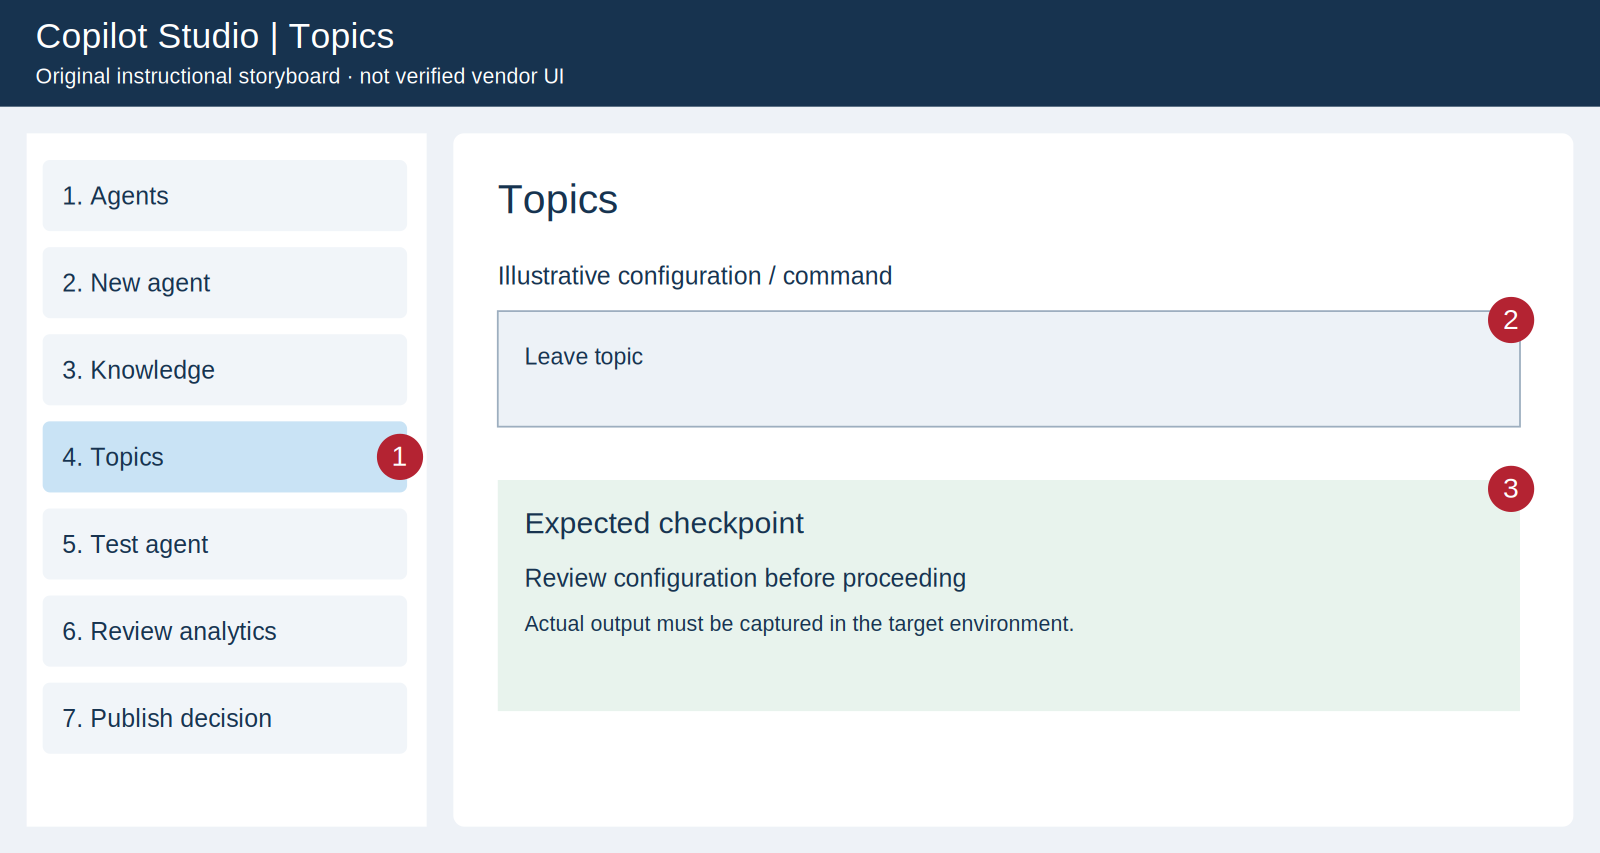 Copilot Studio | Topics
Original instructional storyboard · not verified vendor UI
1. Agents
2. New agent
3. Knowledge
4. Topics
1
5. Test agent
6. Review analytics
7. Publish decision
Topics
Illustrative configuration / command
2
Leave topic
3
Expected checkpoint
Review configuration before proceeding
Actual output must be captured in the target environment.